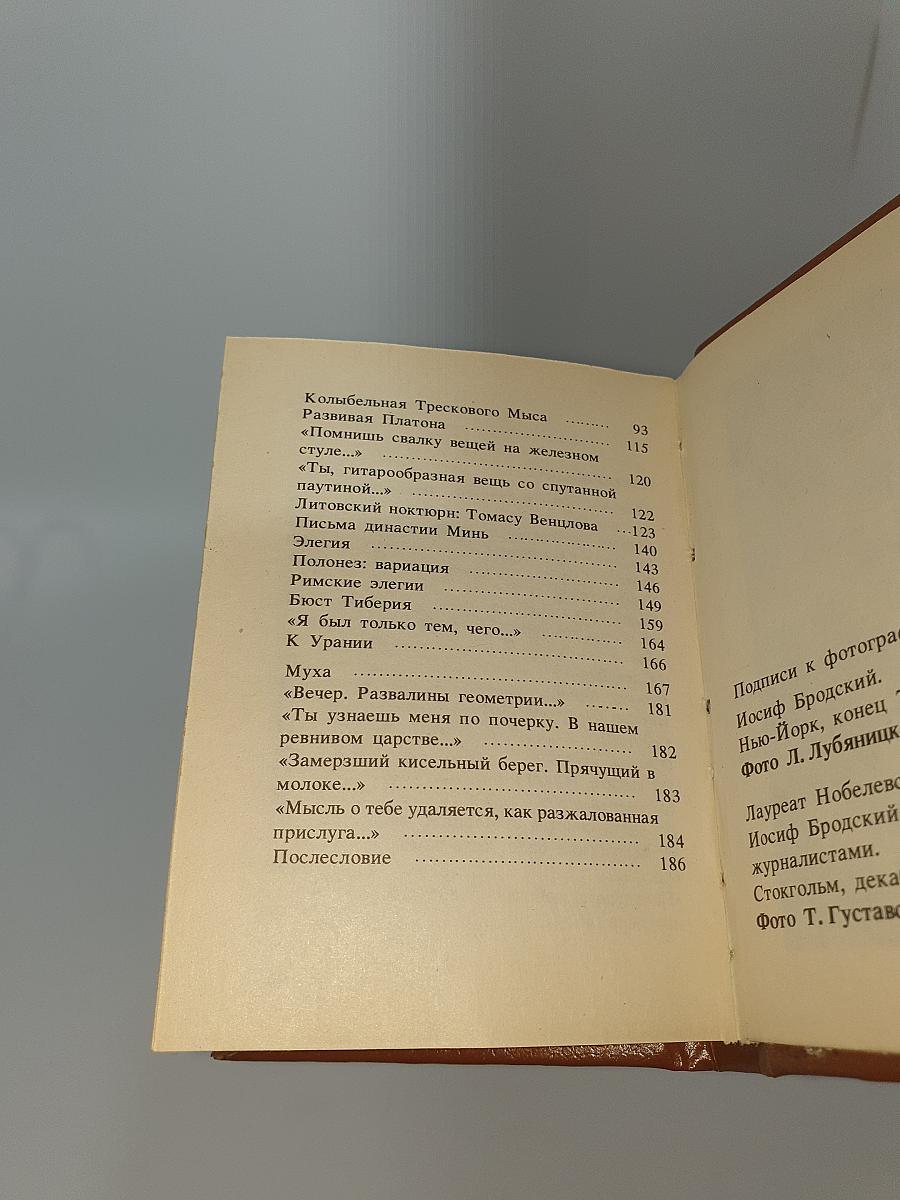 Колыбельная Трескового Мыса ......... 93
Развивая Платона ......... 115
«Помнишь свалку вещей на железном
стуле...» ......... 120
«Ты, гитарообразная вещь со спутанной
паутиной...» ......... 122
Литовский ноктюрн: Томасу Венцлова ...123
Письма династии Минь ......... 140
Элегия ......... 143
Полонез: вариация ......... 146
Римские элегии ......... 149
Бюст Тиберия ......... 159
«Я был только тем, чего...» ......... 164
К Урании ......... 166
Муха ......... 167
«Вечер. Развалины геометрии...» ....... 181
«Ты узнаешь меня по почерку. В нашем
ревнивом царстве...» ......... 182
«Замерзший кисельный берег. Прячущий в
молоке...» ......... 183
«Мысль о тебе удаляется, как разжалованная
прислуга...» ......... 184
Послесловие ......... 186
Подписи к
Иосиф Бродский.
Нью-Йорк, конец
Фото Л.
Лауреат
Иосиф Бродский
журналистами.
Стокгольм,
Фото Т.